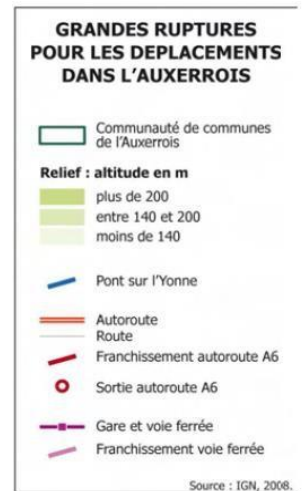 GRANDES RUPTURES
POUR LES DEPLACEMENTS
DANS L'AUXERROIS
Communauté de communes
de l'Auxerrois
Relief : altitude en m
plus de 200
entre 140 et 200
moins de 140
Pont sur l'Yonne
Autoroute
Route
Franchissement autoroute A6
Sortie autoroute A6
Gare et voie ferrée
Franchissement voie ferrée
Source : IGN, 2008.